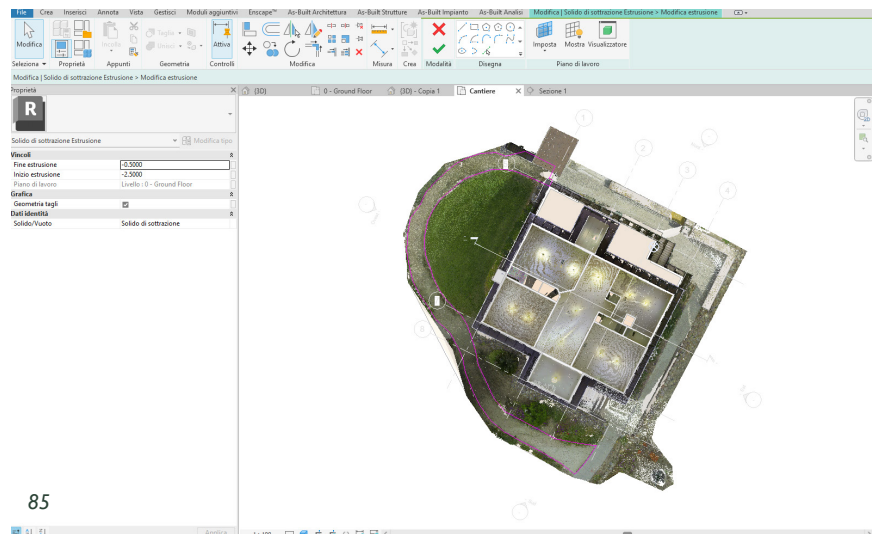 File Crea Inserisci Annota Vista Gestisci Moduli aggiuntivi Enscape™ As-Built Architettura As-Built Strutture As-Built Impianto As-Built Analisi Modifica | Solido di sottrazione Estrusione > Modifica estrusione
Modifica Incolla Taglia Unisci Attiva Imposta Mostra Visualizzatore
Seleziona Proprietà Appunti Geometria Controlli Modifica Misura Crea Modalità Disegna Piano di lavoro
Modifica | Solido di sottrazione Estrusione > Modifica estrusione
Proprietà
{3D} 0 - Ground Floor {3D} - Copia 1 Cantiere Sezione 1
R
Solido di sottrazione Estrusione Modifica tipo
Vincoli
Fine estrusione -0.5000
Inizio estrusione -2.5000
Piano di lavoro Livello : 0 - Ground Floor
Grafica
Geometria tagli
Dati identità
Solido/Vuoto Solido di sottrazione
1
2
3
4
85
Applica